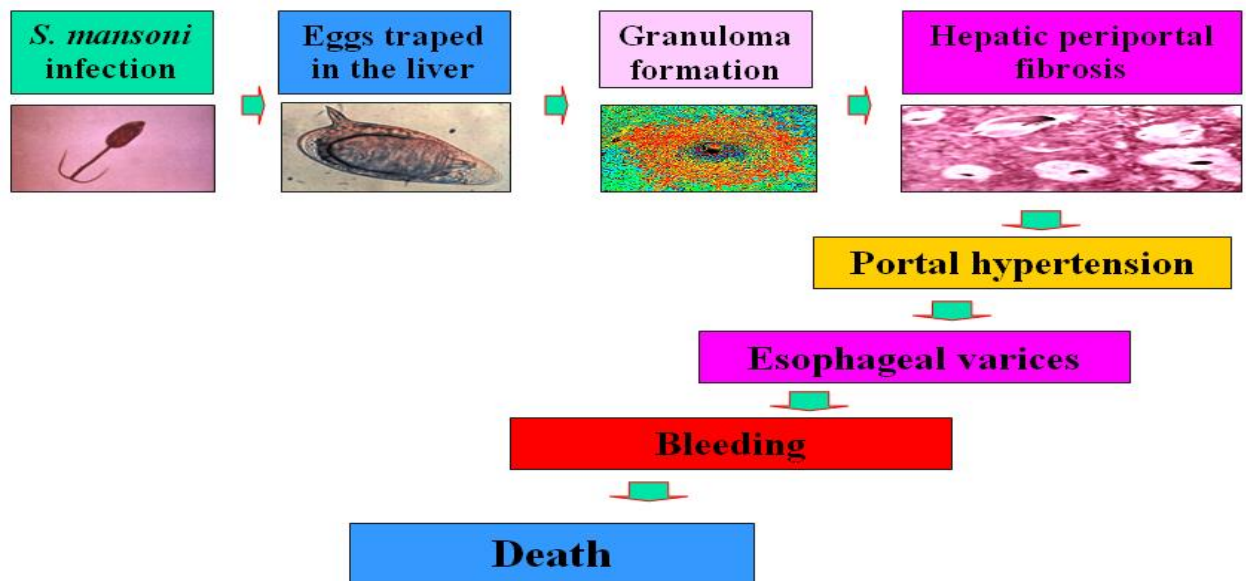 S. mansoni
infection
Eggs traped
in the liver
Granuloma
formation
Hepatic periportal
fibrosis
Portal hypertension
Esophageal varices
Bleeding
Death